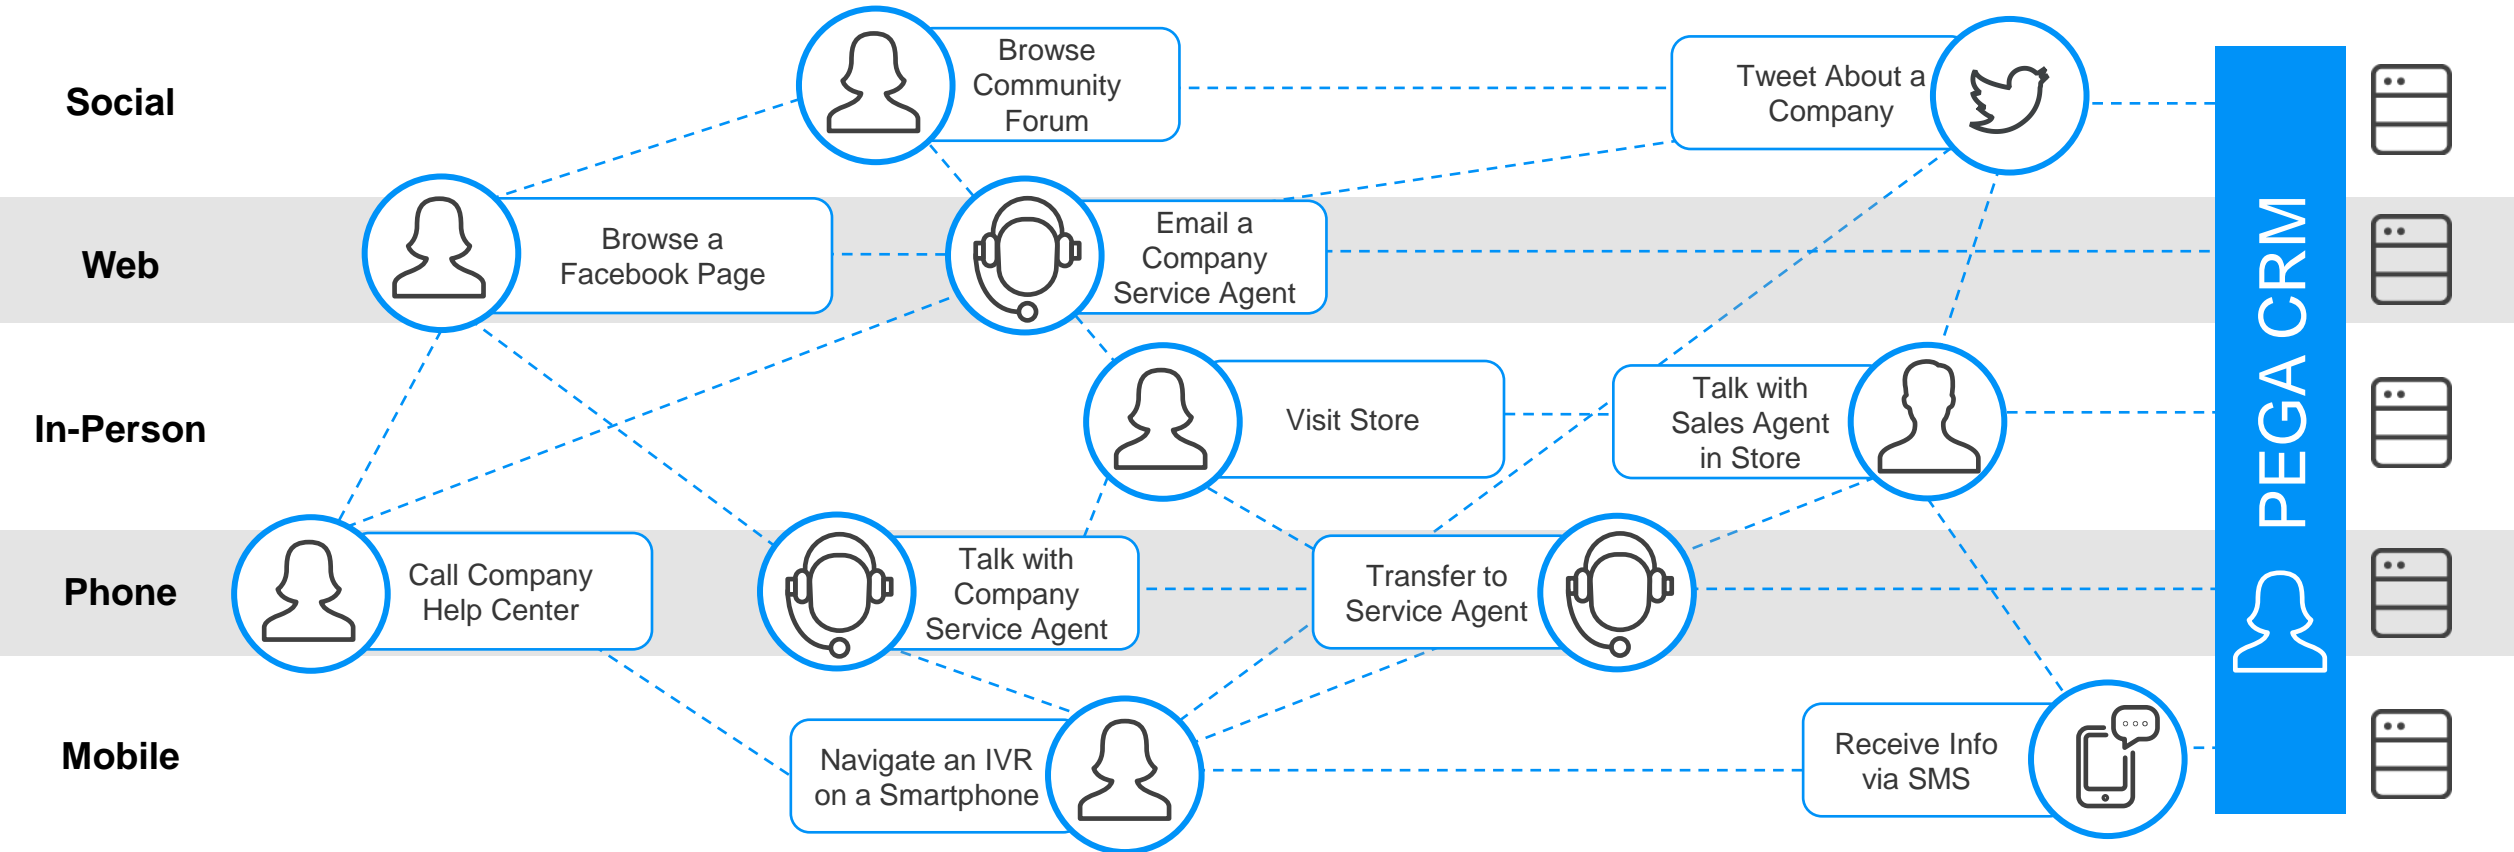 Social
Browse
Community
Forum
Tweet About a
Company
Web
Browse a
Facebook Page
Email a
Company
Service Agent
In-Person
Visit Store
Talk with
Sales Agent
in Store
Phone
Call Company
Help Center
Talk with
Company
Service Agent
Transfer to
Service Agent
Mobile
Navigate an IVR
on a Smartphone
Receive Info
via SMS
PEGA CRM